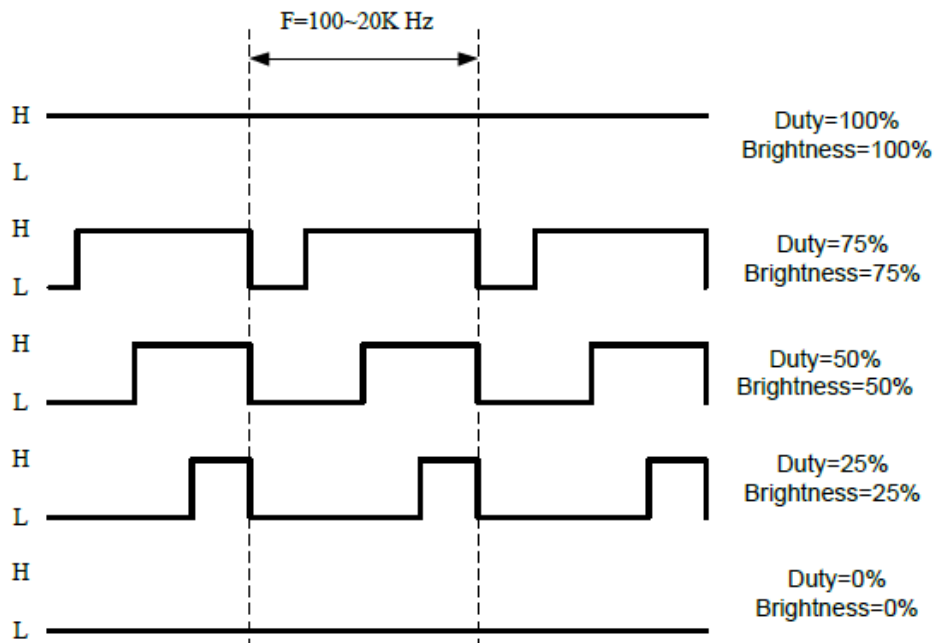 F=100~20K Hz
H
Duty=100%
Brightness=100%
L
H
Duty=75%
Brightness=75%
L
H
Duty=50%
Brightness=50%
L
H
Duty=25%
Brightness=25%
L
H
Duty=0%
Brightness=0%
L